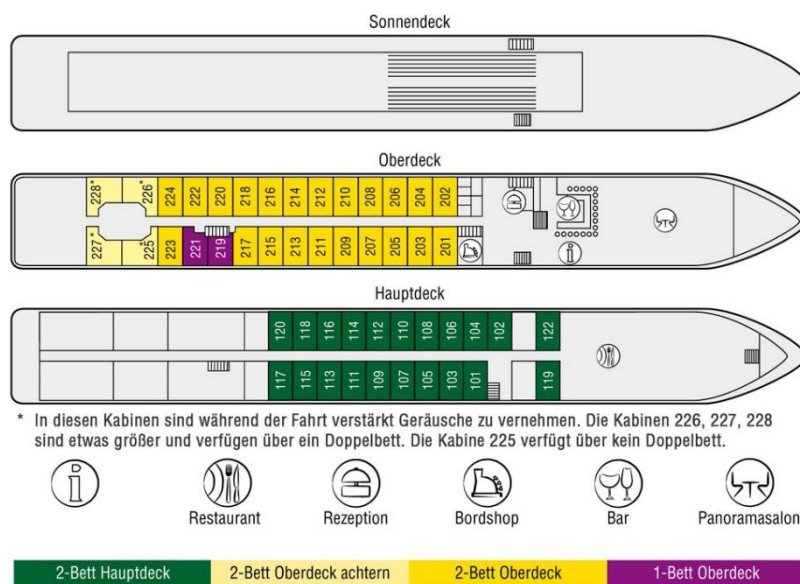 Sonnendeck
Oberdeck
228* 226* 224 222 220 218 216 214 212 210 208 206 204 202
227* 225* 223 221 219 217 215 213 211 209 207 205 203 201
Hauptdeck
120 118 116 114 112 110 108 106 104 102 122
117 115 113 111 109 107 105 103 101 119
* In diesen Kabinen sind während der Fahrt verstärkt Geräusche zu vernehmen. Die Kabinen 226, 227, 228
sind etwas größer und verfügen über ein Doppelbett. Die Kabine 225 verfügt über kein Doppelbett.
i
Restaurant Rezeption Bordshop Bar Panoramasalon
2-Bett Hauptdeck 2-Bett Oberdeck achtern 2-Bett Oberdeck 1-Bett Oberdeck